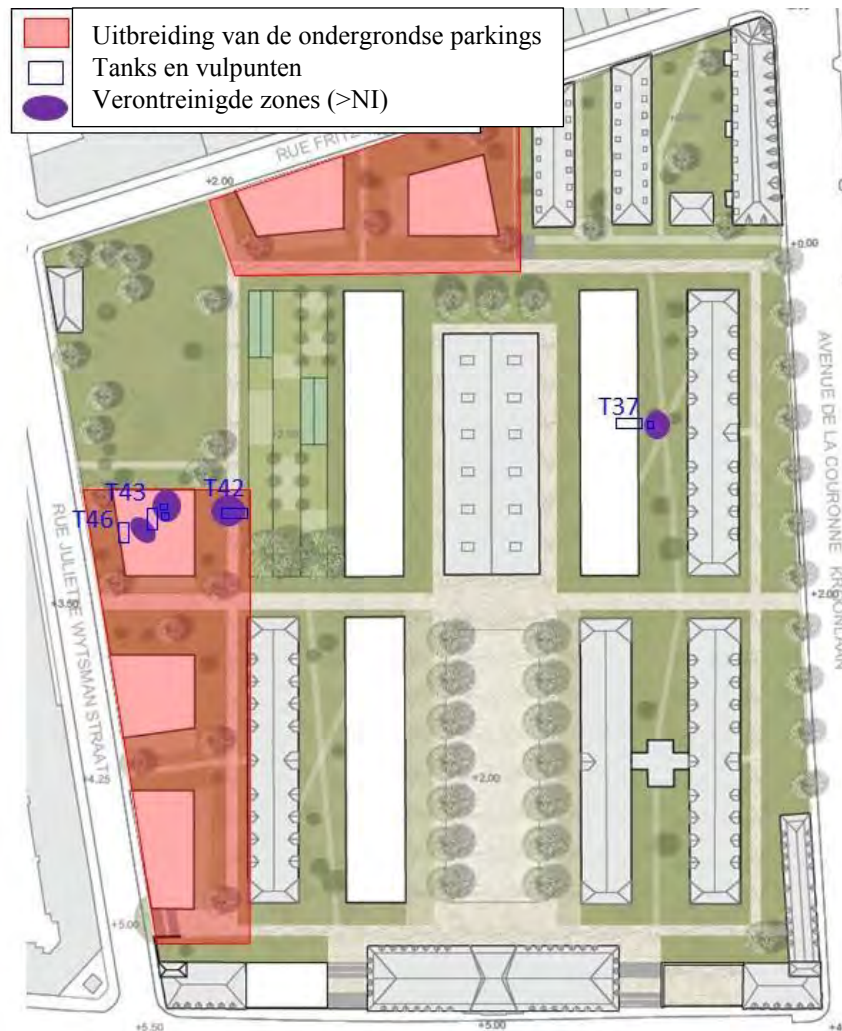 Uitbreiding van de ondergrondse parkings
Tanks en vulpunten
Verontreinigde zones (>NI)
RUE FRITZ
+2.00
+0.00
T37
AVENUE DE LA COURONNE KROONLAAN
T43
T42
T46
RUE JULIETTE WYTSMAN STRAAT
+3.50
+2.00
+4.25
+2.00
+5.00
+5.50
+5.00